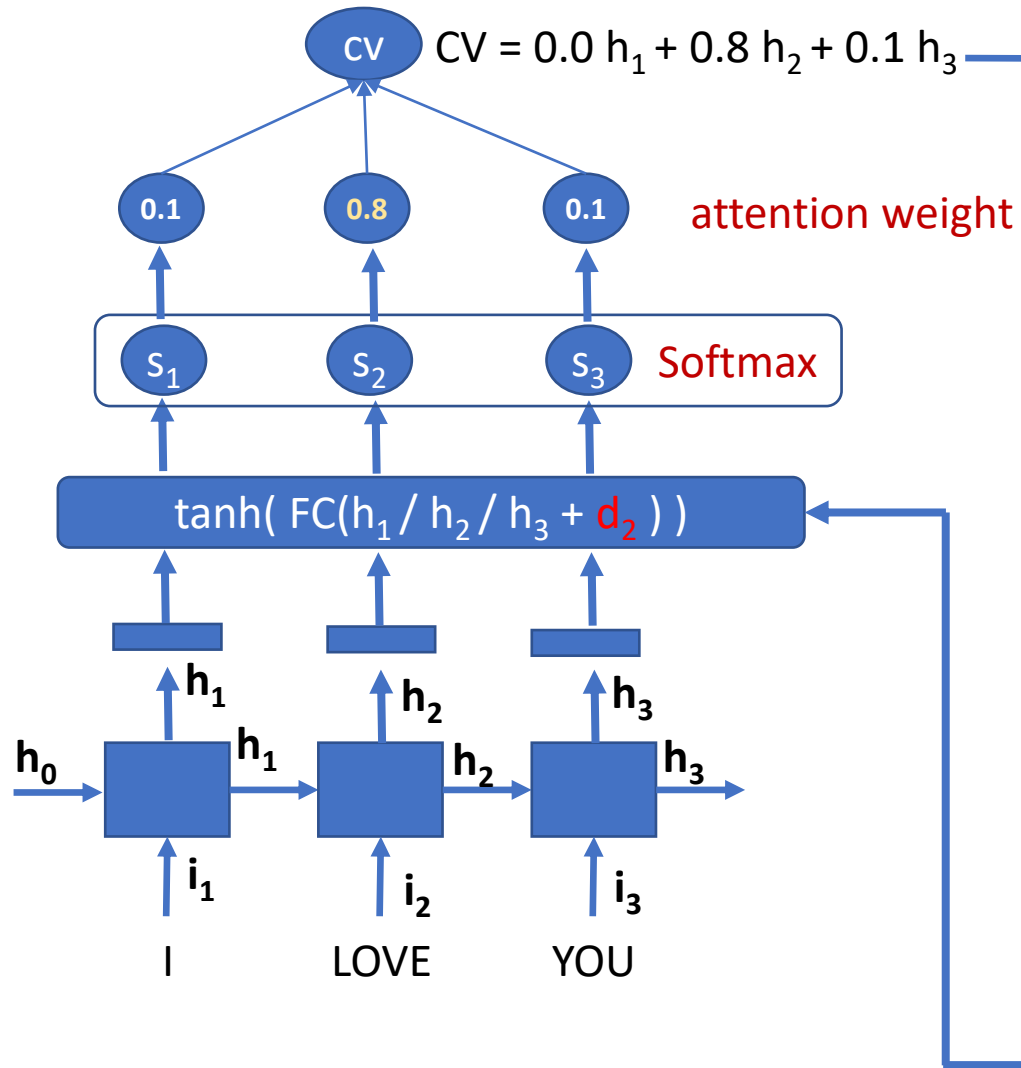 cv CV = 0.0 h₁ + 0.8 h₂ + 0.1 h₃
0.1 0.8 0.1 attention weight
s₁ s₂ s₃ Softmax
tanh( FC(h₁ / h₂ / h₃ + d₂ ) )
h₁ h₂ h₃
h₀ h₁ h₂ h₃
i₁ i₂ i₃
I LOVE YOU